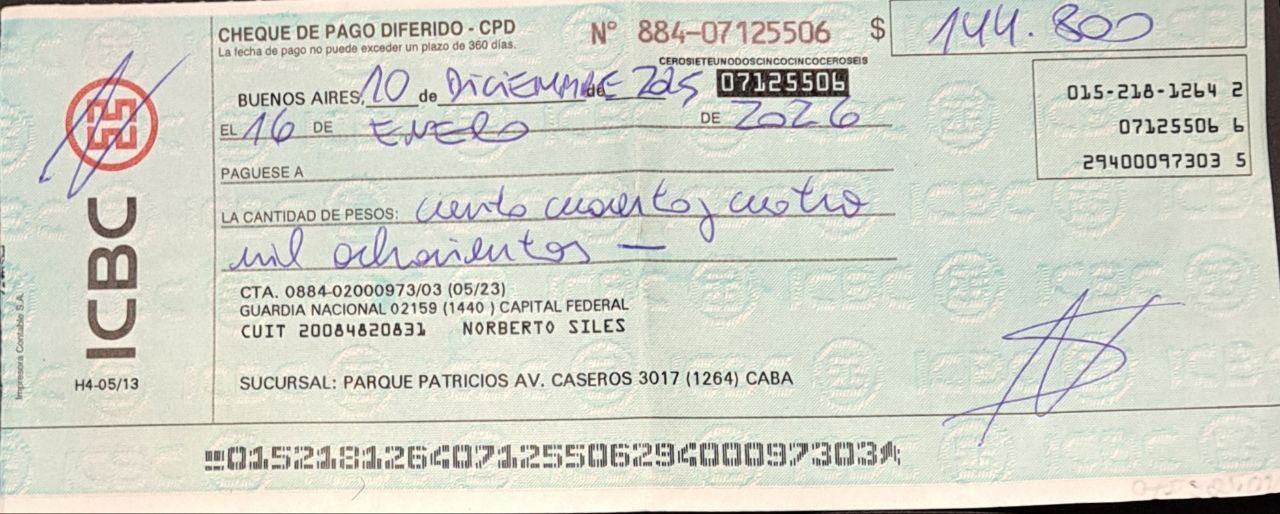 CHEQUE DE PAGO DIFERIDO - CPD
La fecha de pago no puede exceder un plazo de 360 días.
Nº 884-07125506
$ 144.800
CEROSIETEUNODOSCINCOCINCOCEROSEIS
07125506
BUENOS AIRES, 10 de DICIEMBRE de 2025
EL 16 DE ENERO DE 2026
015-218-1264 2
07125506 6
29400097303 5
PAGUESE A
LA CANTIDAD DE PESOS: ciento cuarenta y cuatro
mil ochocientos —
CTA. 0884-02000973/03 (05/23)
GUARDIA NACIONAL 02159 (1440 ) CAPITAL FEDERAL
CUIT 20084820831 NORBERTO SILES
SUCURSAL: PARQUE PATRICIOS AV. CASEROS 3017 (1264) CABA
ICBC
H4-05/13
Impresora Contable S.A.
01521812640712550629400097303